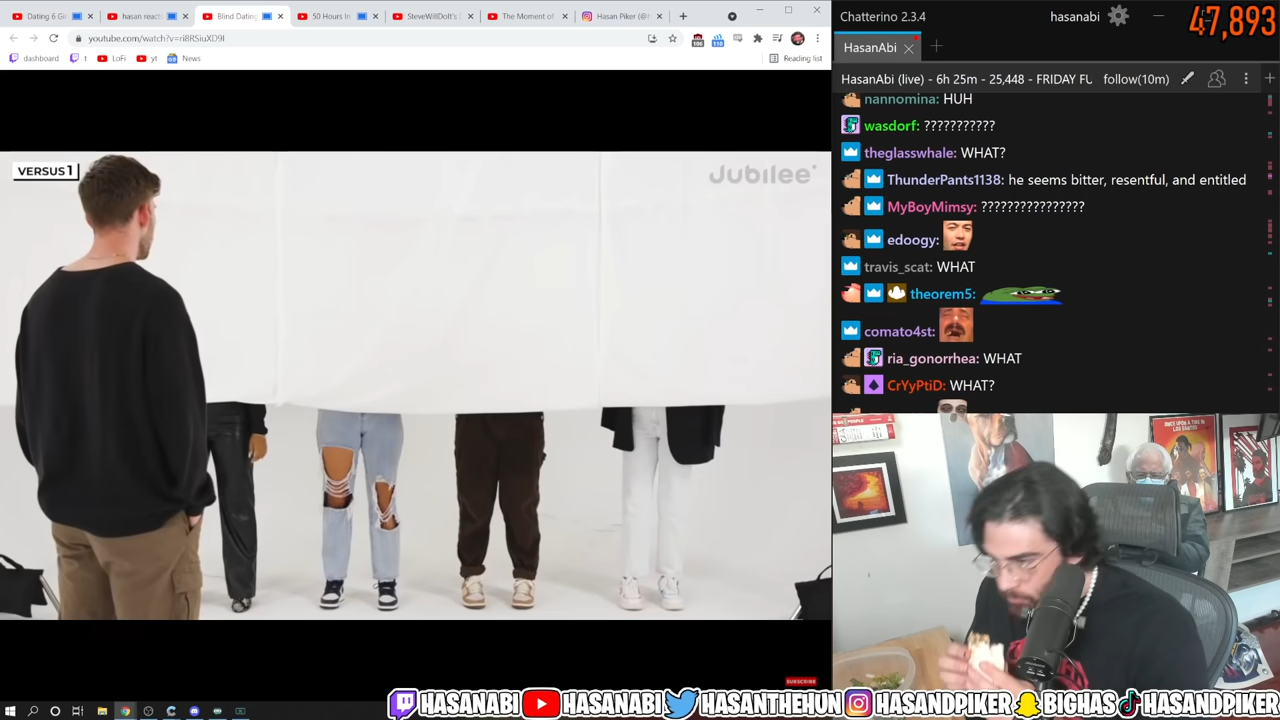 Dating 6 Gi
hasan react
Blind Dating
50 Hours In
SteveWillDoIt's
The Moment of
Hasan Piker (@h
youtube.com/watch?v=ri8RSiuXD9I
dashboard
t
LoFi
yt
News
Reading list
VERSUS 1
Jubilee
SUBSCRIBE
Chatterino 2.3.4
hasanabi
47,893
HasanAbi
HasanAbi (live) - 6h 25m - 25,448 - FRIDAY FU
follow(10m)
nannomina: HUH
wasdorf: ???????????
theglasswhale: WHAT?
ThunderPants1138: he seems bitter, resentful, and entitled
MyBoyMimsy: ????????????????
edoogy:
travis_scat: WHAT
theorem5:
comato4st:
ria_gonorrhea: WHAT
CrYyPtiD: WHAT?
HASANABI HASANABI HASANTHEHUN HASANDPIKER BIGHAS HASANDPIKER